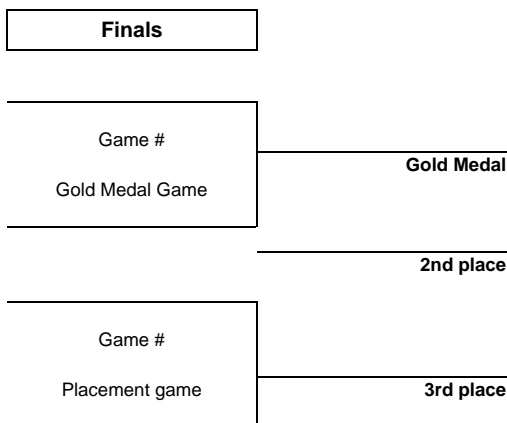 Finals
Game #
Gold Medal
Gold Medal Game
2nd place
Game #
Placement game
3rd place